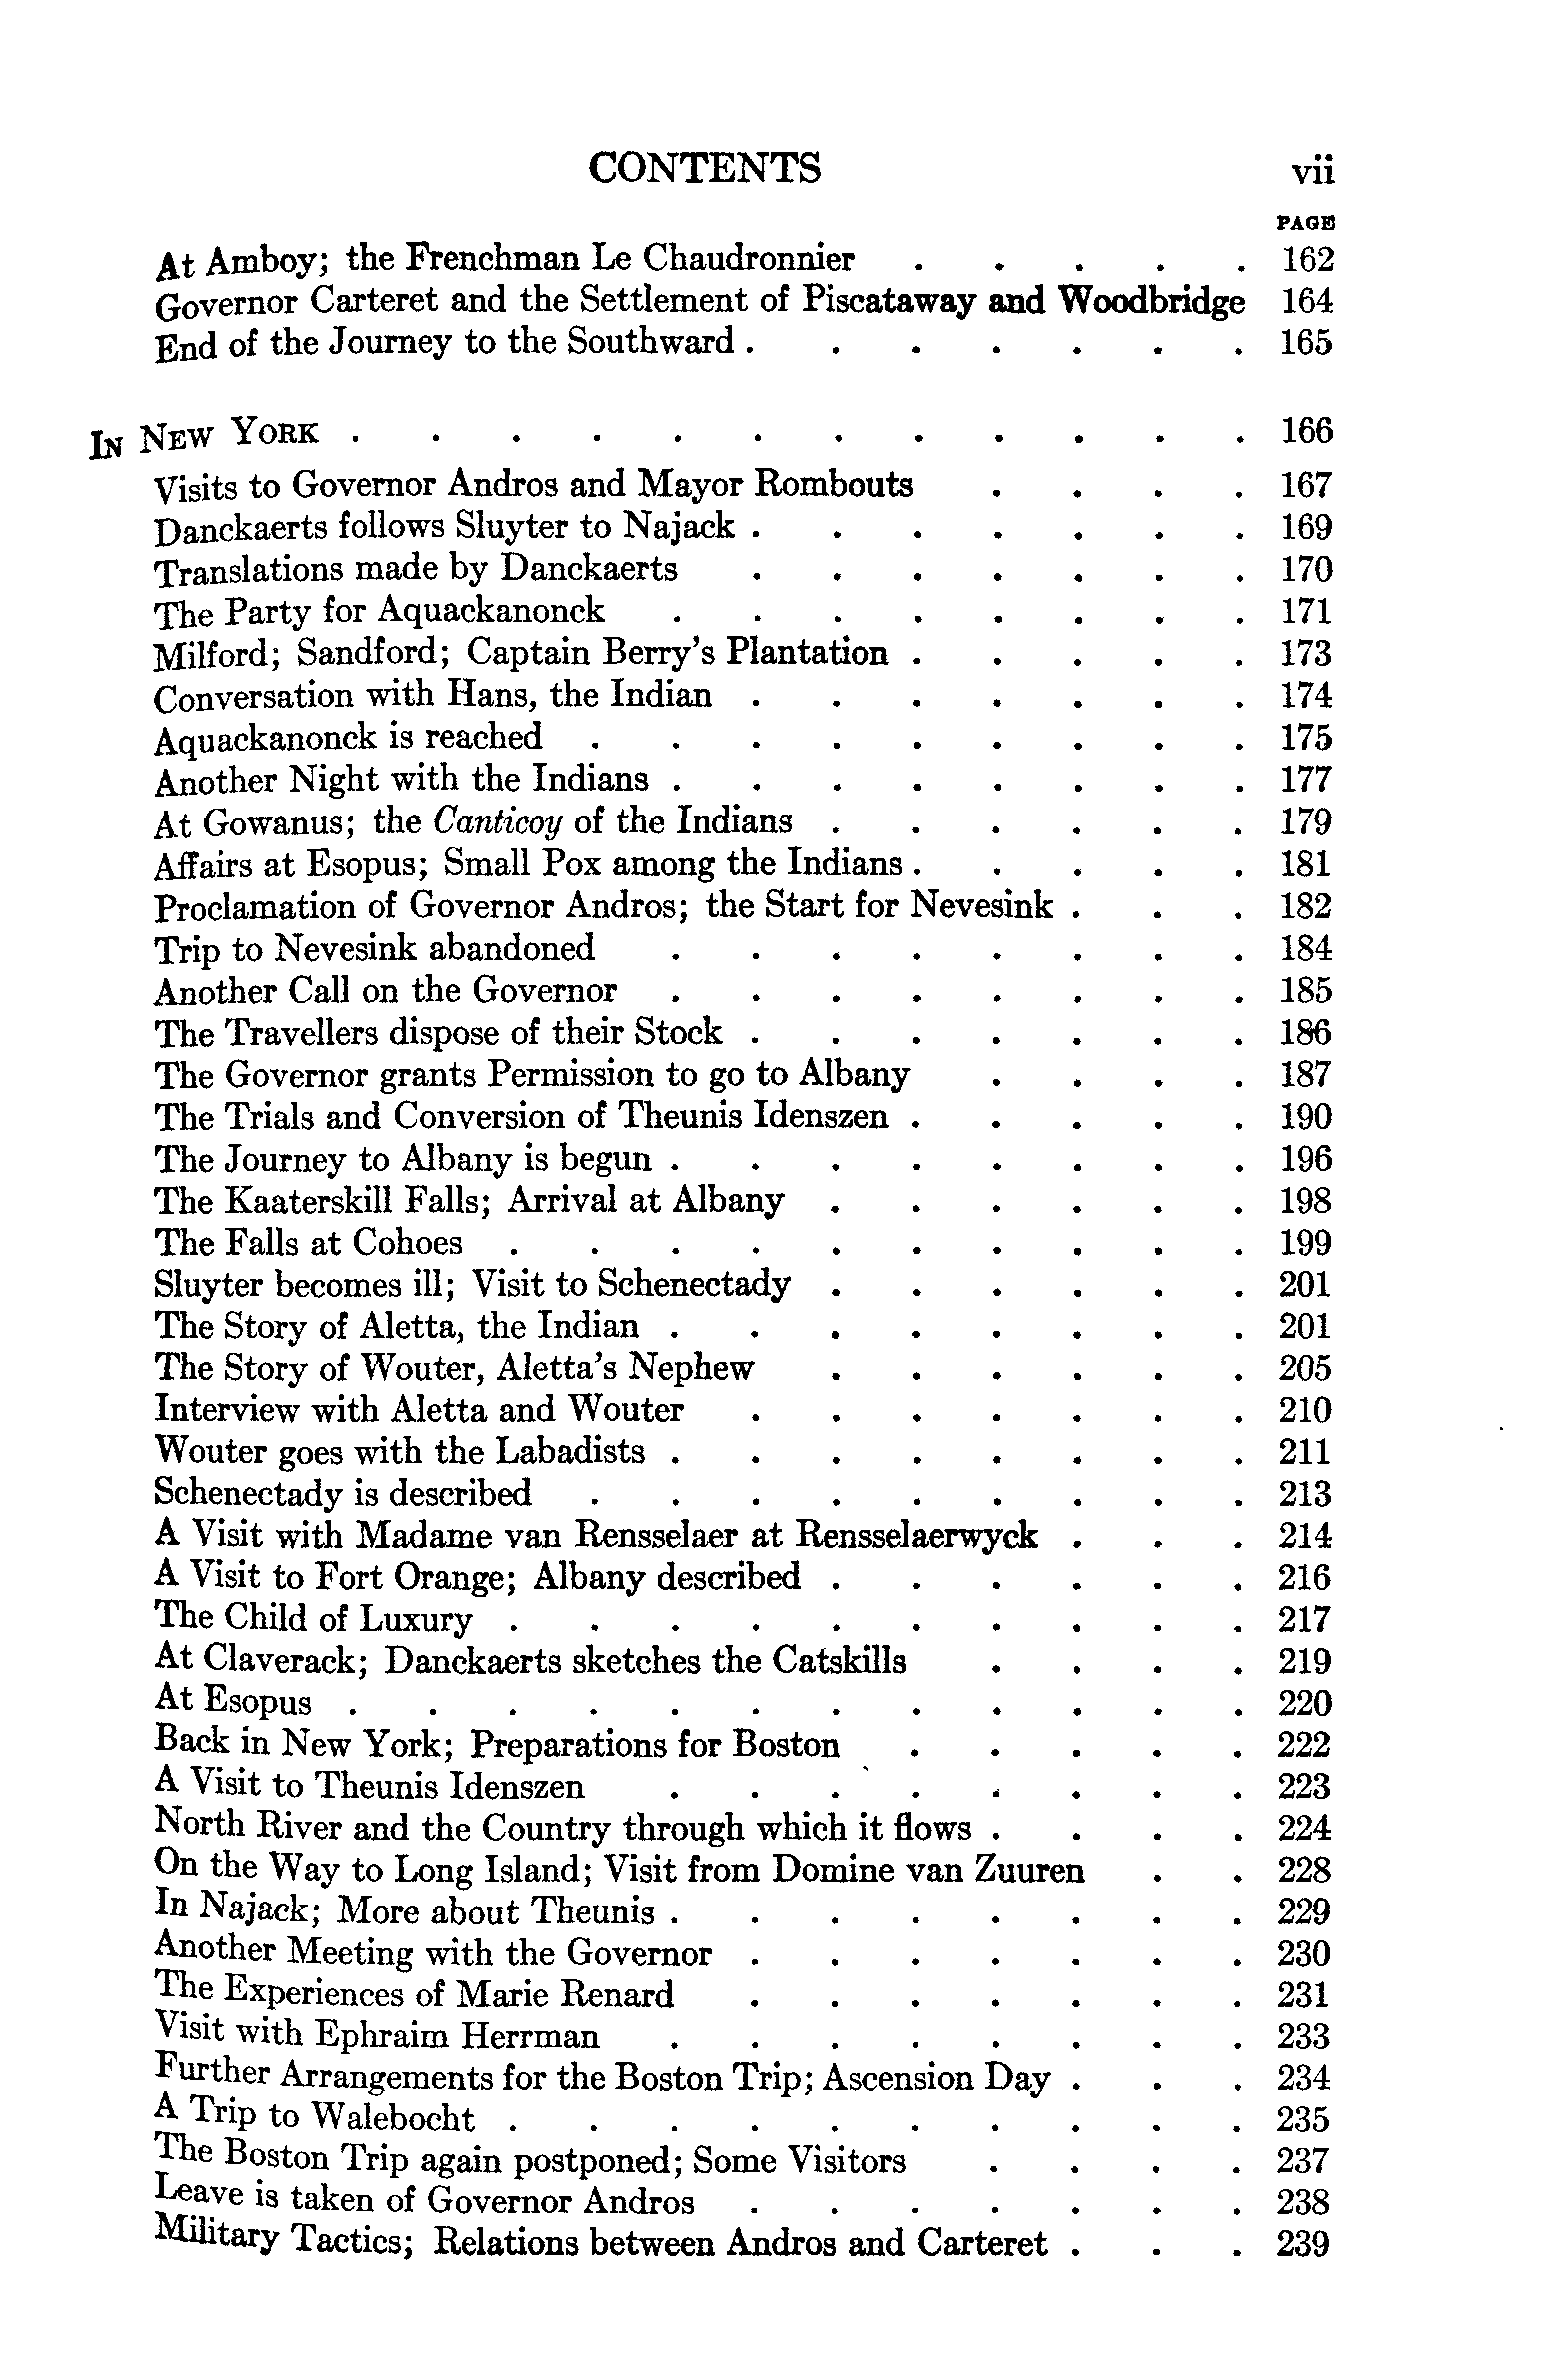 CONTENTS vii
PAGE
At Amboy; the Frenchman Le Chaudronnier . . . . . 162
Governor Carteret and the Settlement of Piscataway and Woodbridge 164
End of the Journey to the Southward . . . . . . . 165
IN NEW YORK . . . . . . . . . . . . 166
Visits to Governor Andros and Mayor Rombouts . . . . 167
Danckaerts follows Sluyter to Najack . . . . . . . 169
Translations made by Danckaerts . . . . . . . 170
The Party for Aquackanonck . . . . . . . . 171
Milford; Sandford; Captain Berry's Plantation . . . . . 173
Conversation with Hans, the Indian . . . . . . . 174
Aquackanonck is reached . . . . . . . . . 175
Another Night with the Indians . . . . . . . . 177
At Gowanus; the Canticoy of the Indians . . . . . . 179
Affairs at Esopus; Small Pox among the Indians . . . . . 181
Proclamation of Governor Andros; the Start for Nevesink . . . 182
Trip to Nevesink abandoned . . . . . . . . 184
Another Call on the Governor . . . . . . . . 185
The Travellers dispose of their Stock . . . . . . . 186
The Governor grants Permission to go to Albany . . . . 187
The Trials and Conversion of Theunis Idenszen . . . . . 190
The Journey to Albany is begun . . . . . . . . 196
The Kaaterskill Falls; Arrival at Albany . . . . . . 198
The Falls at Cohoes . . . . . . . . . . 199
Sluyter becomes ill; Visit to Schenectady . . . . . . 201
The Story of Aletta, the Indian . . . . . . . . 201
The Story of Wouter, Aletta's Nephew . . . . . . 205
Interview with Aletta and Wouter . . . . . . . 210
Wouter goes with the Labadists . . . . . . . . 211
Schenectady is described . . . . . . . . . 213
A Visit with Madame van Rensselaer at Rensselaerwyck . . . 214
A Visit to Fort Orange; Albany described . . . . . . 216
The Child of Luxury . . . . . . . . . . 217
At Claverack; Danckaerts sketches the Catskills . . . . 219
At Esopus . . . . . . . . . . . . 220
Back in New York; Preparations for Boston . . . . . 222
A Visit to Theunis Idenszen . . . . . . . . 223
North River and the Country through which it flows . . . . 224
On the Way to Long Island; Visit from Domine van Zuuren . . 228
In Najack; More about Theunis . . . . . . . . 229
Another Meeting with the Governor . . . . . . . 230
The Experiences of Marie Renard . . . . . . . 231
Visit with Ephraim Herrman . . . . . . . . 233
Further Arrangements for the Boston Trip; Ascension Day . . . 234
A Trip to Walebocht . . . . . . . . . . 235
The Boston Trip again postponed; Some Visitors . . . . 237
Leave is taken of Governor Andros . . . . . . . 238
Military Tactics; Relations between Andros and Carteret . . . 239